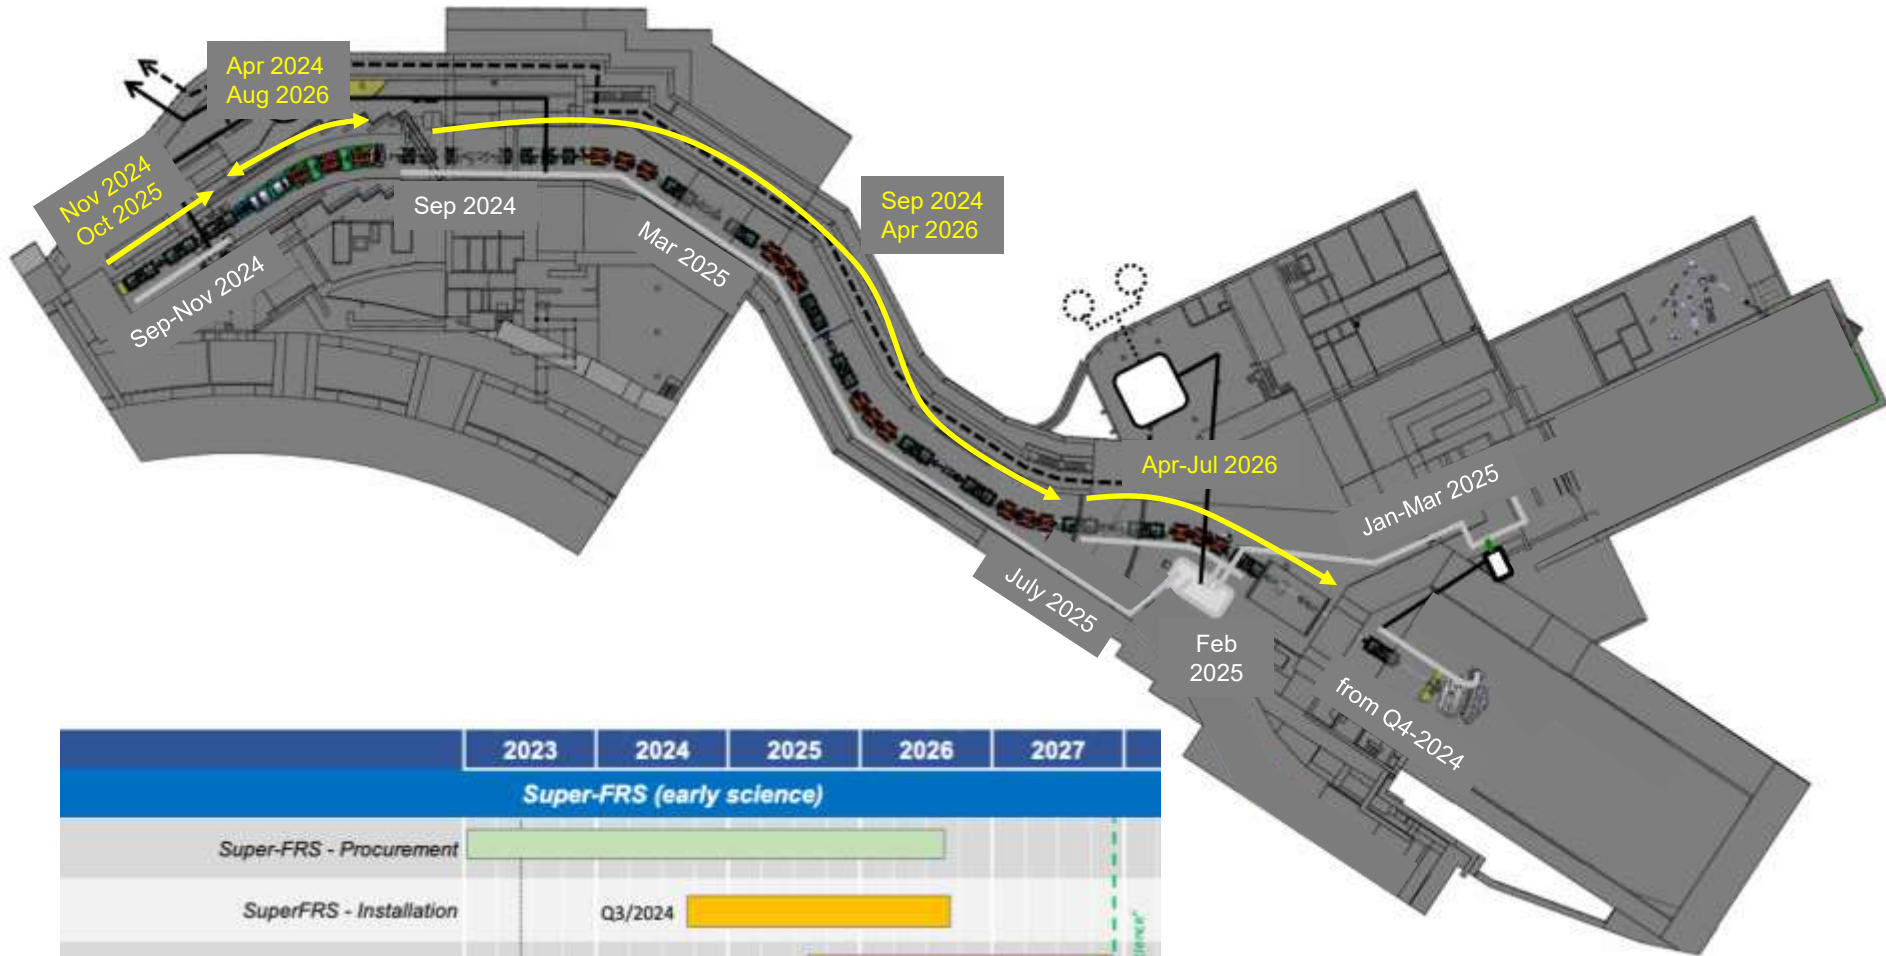 Apr 2024
Aug 2026
Nov 2024
Oct 2025
Sep 2024
Sep-Nov 2024
Mar 2025
Sep 2024
Apr 2026
Apr-Jul 2026
Jan-Mar 2025
July 2025
Feb
2025
from Q4-2024
2023 2024 2025 2026 2027
Super-FRS (early science)
Super-FRS - Procurement
SuperFRS - Installation Q3/2024